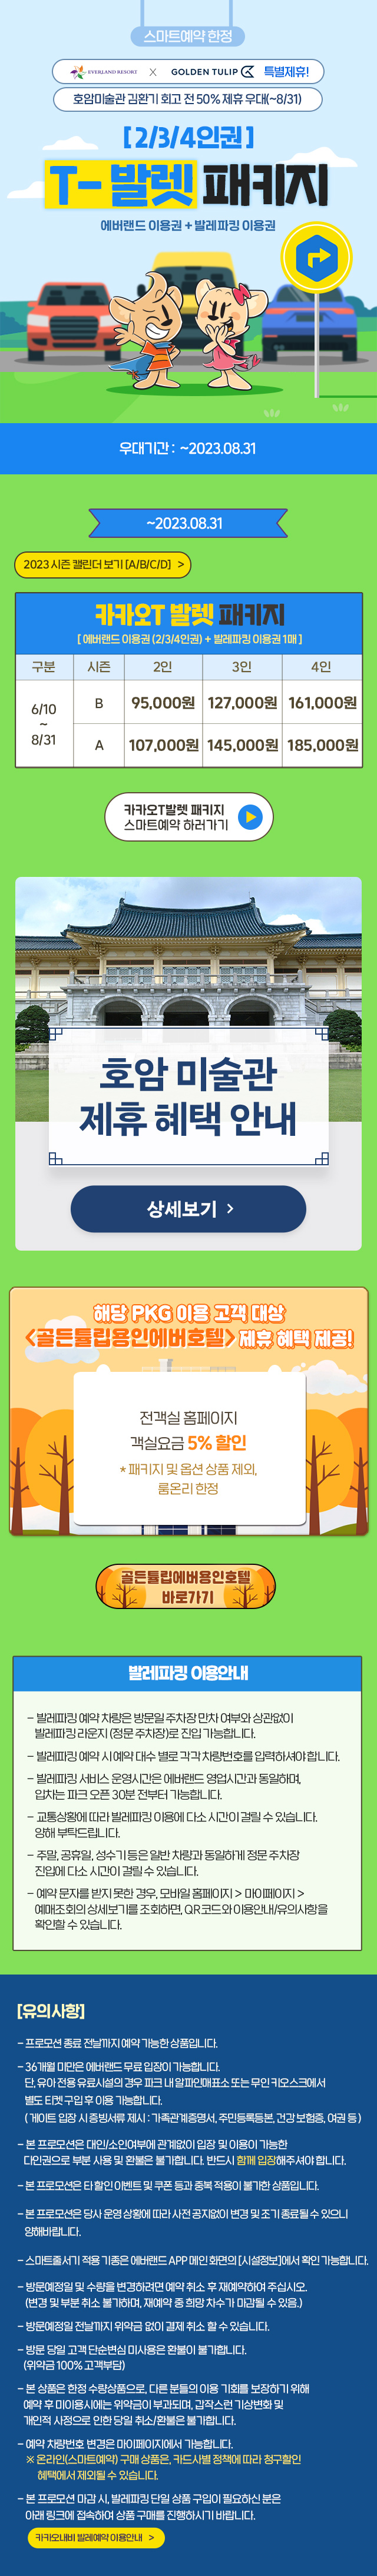 스마트예약 한정
EVERLAND RESORT X GOLDEN TULIP 특별제휴!
호암미술관 김환기 회고 전 50% 제휴 우대(~8/31)
[ 2/3/4인권 ]
T- 발렛 패키지
에버랜드 이용권 + 발레파킹 이용권
우대기간 : ~2023.08.31
~2023.08.31
2023 시즌 캘린더 보기 [A/B/C/D] >
카카오T 발렛 패키지
[ 에버랜드 이용권 (2/3/4인권) + 발레파킹 이용권 1매 ]
구분 시즌 2인 3인 4인
6/10 ~ 8/31
B 95,000원 127,000원 161,000원
A 107,000원 145,000원 185,000원
카카오T발렛 패키지
스마트예약 하러가기
호암 미술관
제휴 혜택 안내
상세보기 >
해당 PKG 이용 고객 대상
<골든튤립용인에버호텔> 제휴 혜택 제공!
전객실 홈페이지
객실요금 5% 할인
* 패키지 및 옵션 상품 제외,
룸온리 한정
골든튤립에버용인호텔
바로가기
발레파킹 이용안내
- 발레파킹 예약 차량은 방문일 주차장 만차 여부와 상관없이
발레파킹 라운지 (정문 주차장)로 진입 가능합니다.
- 발레파킹 예약 시 예약 대수 별로 각각 차량번호를 입력하셔야 합니다.
- 발레파킹 서비스 운영시간은 에버랜드 영업시간과 동일하며,
입차는 파크 오픈 30분 전부터 가능합니다.
- 교통상황에 따라 발레파킹 이용에 다소 시간이 걸릴 수 있습니다.
양해 부탁드립니다.
- 주말, 공휴일, 성수기 등은 일반 차량과 동일하게 정문 주차장
진입에 다소 시간이 걸릴 수 있습니다.
- 예약 문자를 받지 못한 경우, 모바일 홈페이지 > 마이페이지 >
예매조회의 상세보기를 조회하면, QR코드와 이용안내/유의사항을
확인할 수 있습니다.
[유의사항]
- 프로모션 종료 전날까지 예약 가능한 상품입니다.
- 36개월 미만은 에버랜드 무료 입장이 가능합니다.
단, 유아 전용 유료시설의 경우 파크 내 알파인매표소 또는 무인 키오스크에서
별도 티켓 구입 후 이용 가능합니다.
( 게이트 입장 시 증빙서류 제시 : 가족관계증명서, 주민등록등본, 건강 보험증, 여권 등 )
- 본 프로모션은 대인/소인여부에 관계없이 입장 및 이용이 가능한
다인권으로 부분 사용 및 환불은 불가합니다. 반드시 함께 입장해주셔야 합니다.
- 본 프로모션은 타 할인 이벤트 및 쿠폰 등과 중복 적용이 불가한 상품입니다.
- 본 프로모션은 당사 운영 상황에 따라 사전 공지없이 변경 및 조기 종료될 수 있으니
양해바랍니다.
- 스마트줄서기 적용 기종은 에버랜드 APP 메인 화면의 [시설정보]에서 확인 가능합니다.
- 방문예정일 및 수량을 변경하려면 예약 취소 후 재예약하여 주십시오.
(변경 및 부분 취소 불가하며, 재예약 중 희망 차수가 마감될 수 있음.)
- 방문예정일 전날까지 위약금 없이 결제 취소 할 수 있습니다.
- 방문 당일 고객 단순변심 미사용은 환불이 불가합니다.
(위약금 100% 고객부담)
- 본 상품은 한정 수량상품으로, 다른 분들의 이용 기회를 보장하기 위해
예약 후 미이용시에는 위약금이 부과되며, 갑작스런 기상변화 및
개인적 사정으로 인한 당일 취소/환불은 불가합니다.
- 예약 차량번호 변경은 마이페이지에서 가능합니다.
※ 온라인(스마트예약) 구매 상품은, 카드사별 정책에 따라 청구할인
혜택에서 제외될 수 있습니다.
- 본 프로모션 마감 시, 발레파킹 단일 상품 구입이 필요하신 분은
아래 링크에 접속하여 상품 구매를 진행하시기 바랍니다.
카카오내비 발레예약 이용안내 >